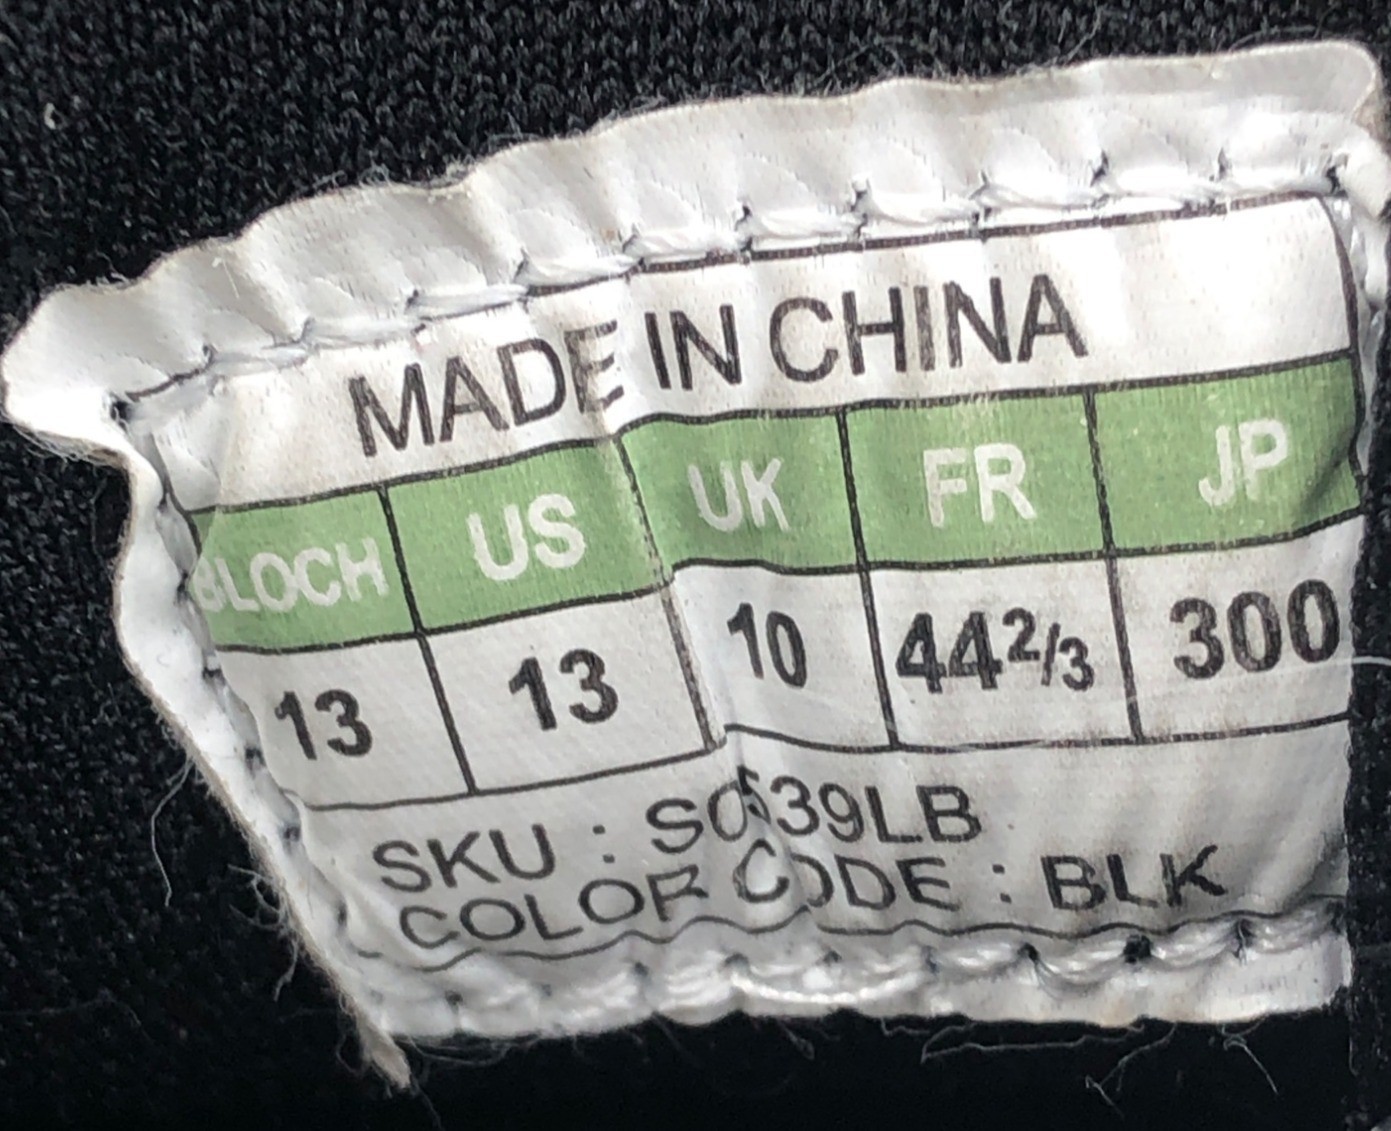 MADE IN CHINA
BLOCH US UK FR JP
13 13 10 44 2/3 300
SKU : S0539LB
COLOR CODE : BLK